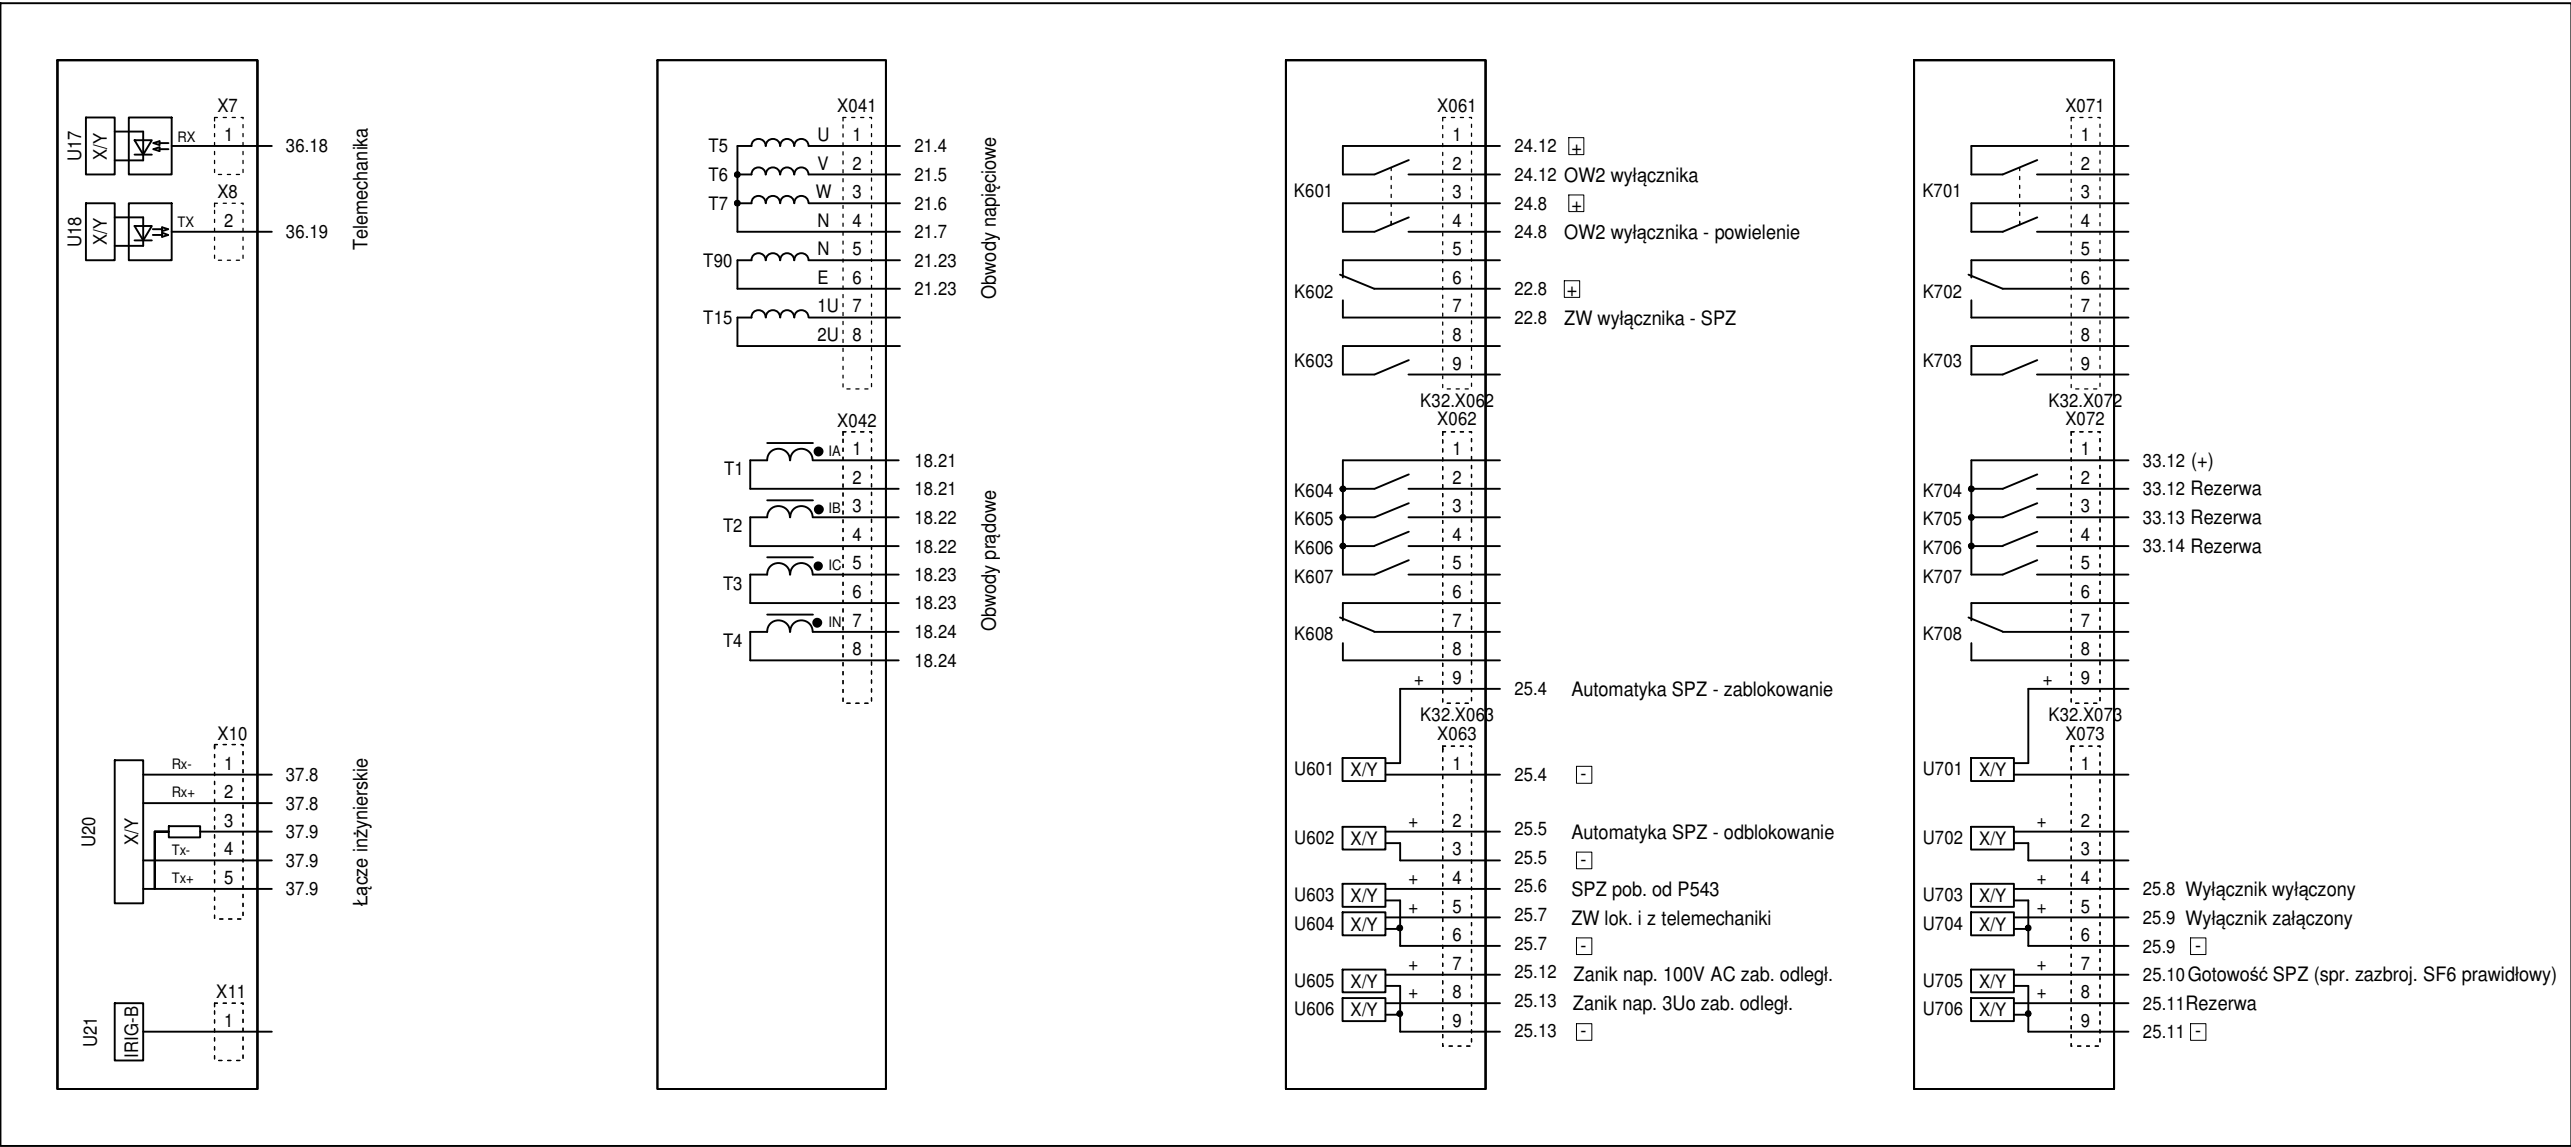 X7
U17
X/Y
RX
1
36.18
X8
U18
X/Y
TX
2
36.19
Telemechanika
X10
U20
X/Y
Rx-
1
37.8
Rx+
2
37.8
3
37.9
Tx-
4
37.9
Tx+
5
37.9
Łącze inżynierskie
X11
U21
IRIG-B
1
X041
T5 U 1 21.4
T6 V 2 21.5
T7 W 3 21.6
N 4 21.7
T90 N 5 21.23
E 6 21.23
T15 1U 7
2U 8
Obwody napięciowe
X042
T1 IA 1 18.21
2 18.21
T2 IB 3 18.22
4 18.22
T3 IC 5 18.23
6 18.23
T4 IN 7 18.24
8 18.24
Obwody prądowe
X061
1 24.12 +
K601 2 24.12 OW2 wyłącznika
3 24.8 +
4 24.8 OW2 wyłącznika - powielenie
5
K602 6 22.8 +
7 22.8 ZW wyłącznika - SPZ
8
K603 9
K32.X062
X062
1
K604 2
K605 3
K606 4
K607 5
6
K608 7
8
+ 9 25.4 Automatyka SPZ - zablokowanie
K32.X063
X063
U601 X/Y 1 25.4 -
+ 2 25.5 Automatyka SPZ - odblokowanie
U602 X/Y 3 25.5 -
+ 4 25.6 SPZ pob. od P543
U603 X/Y
+ 5 25.7 ZW lok. i z telemechaniki
U604 X/Y 6 25.7 -
+ 7 25.12 Zanik nap. 100V AC zab. odległ.
U605 X/Y
+ 8 25.13 Zanik nap. 3Uo zab. odległ.
U606 X/Y 9 25.13 -
X071
1
K701 2
3
4
5
K702 6
7
8
K703 9
K32.X072
X072
1 33.12 (+)
K704 2 33.12 Rezerwa
K705 3 33.13 Rezerwa
K706 4 33.14 Rezerwa
K707 5
6
K708 7
8
+ 9
K32.X073
X073
U701 X/Y 1
+ 2
U702 X/Y 3
+ 4 25.8 Wyłącznik wyłączony
U703 X/Y
+ 5 25.9 Wyłącznik załączony
U704 X/Y 6 25.9 -
+ 7 25.10 Gotowość SPZ (spr. zazbroj. SF6 prawidłowy)
U705 X/Y
+ 8 25.11 Rezerwa
U706 X/Y 9 25.11 -